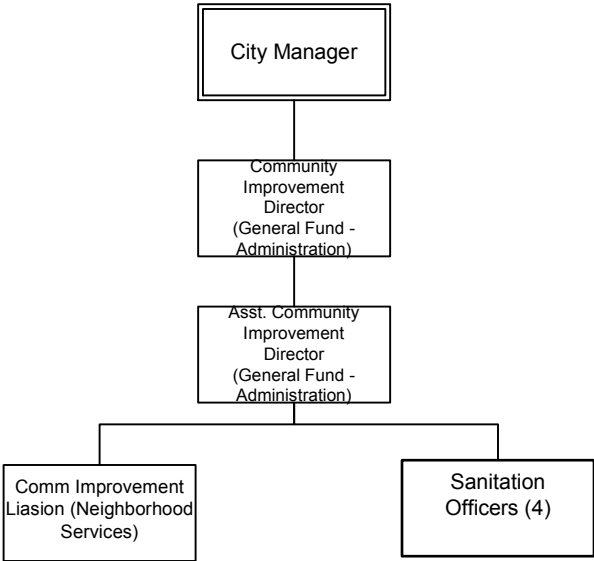 City Manager
Community
Improvement
Director
(General Fund -
Administration)
Asst. Community
Improvement
Director
(General Fund -
Administration)
Comm Improvement
Liasion (Neighborhood
Services)
Sanitation
Officers (4)